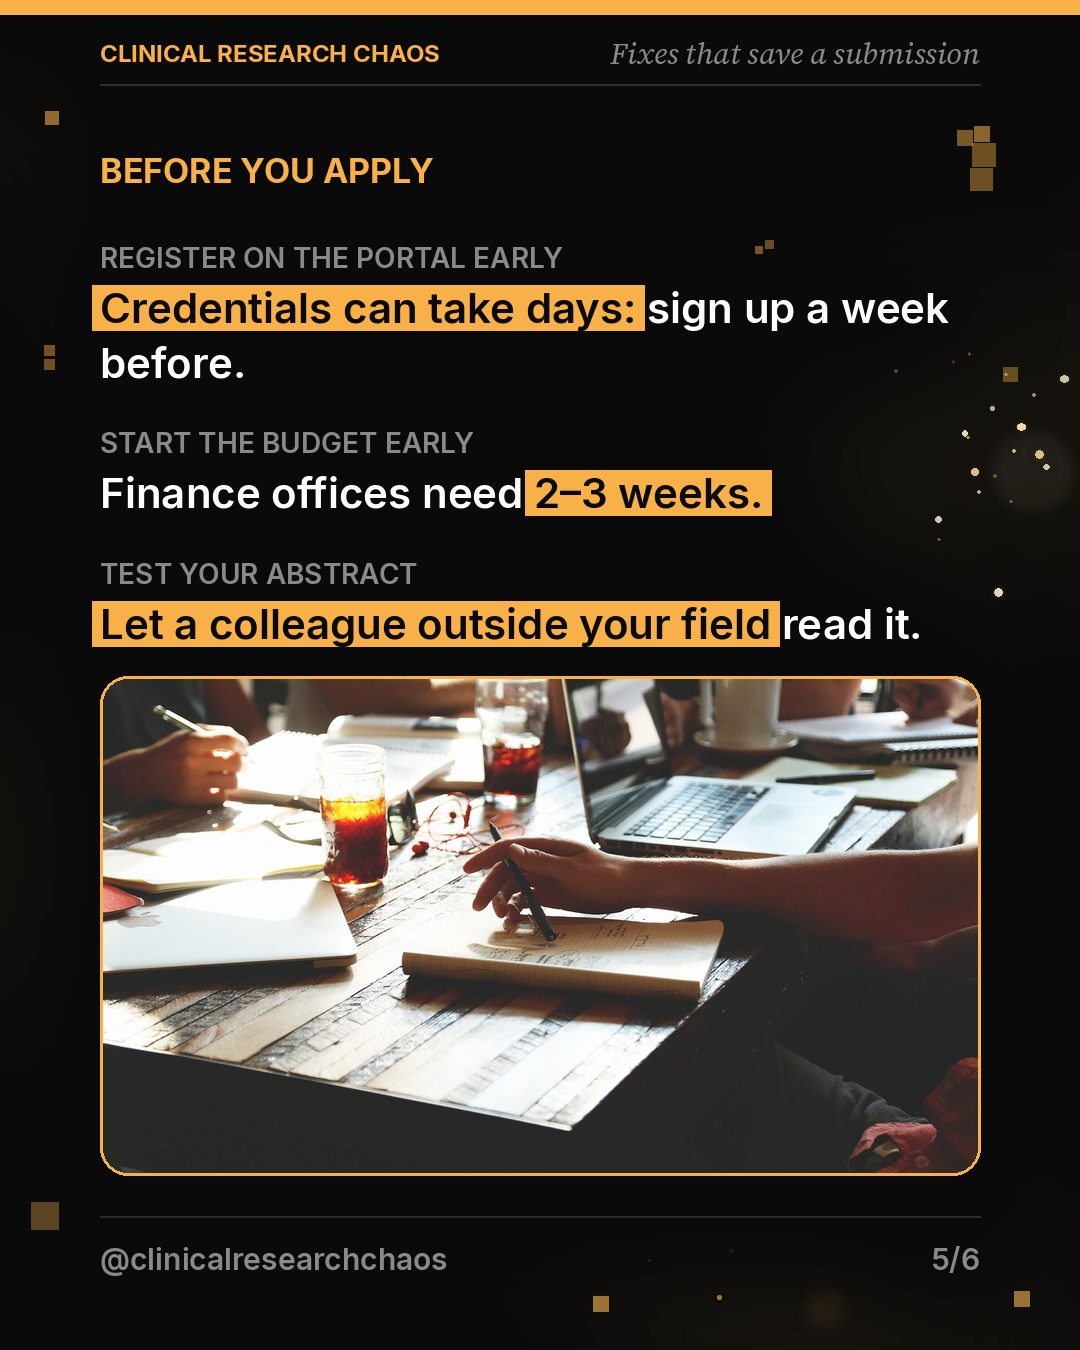 CLINICAL RESEARCH CHAOS
Fixes that save a submission
BEFORE YOU APPLY
REGISTER ON THE PORTAL EARLY
Credentials can take days: sign up a week
before.
START THE BUDGET EARLY
Finance offices need 2–3 weeks.
TEST YOUR ABSTRACT
Let a colleague outside your field read it.
@clinicalresearchchaos
5/6